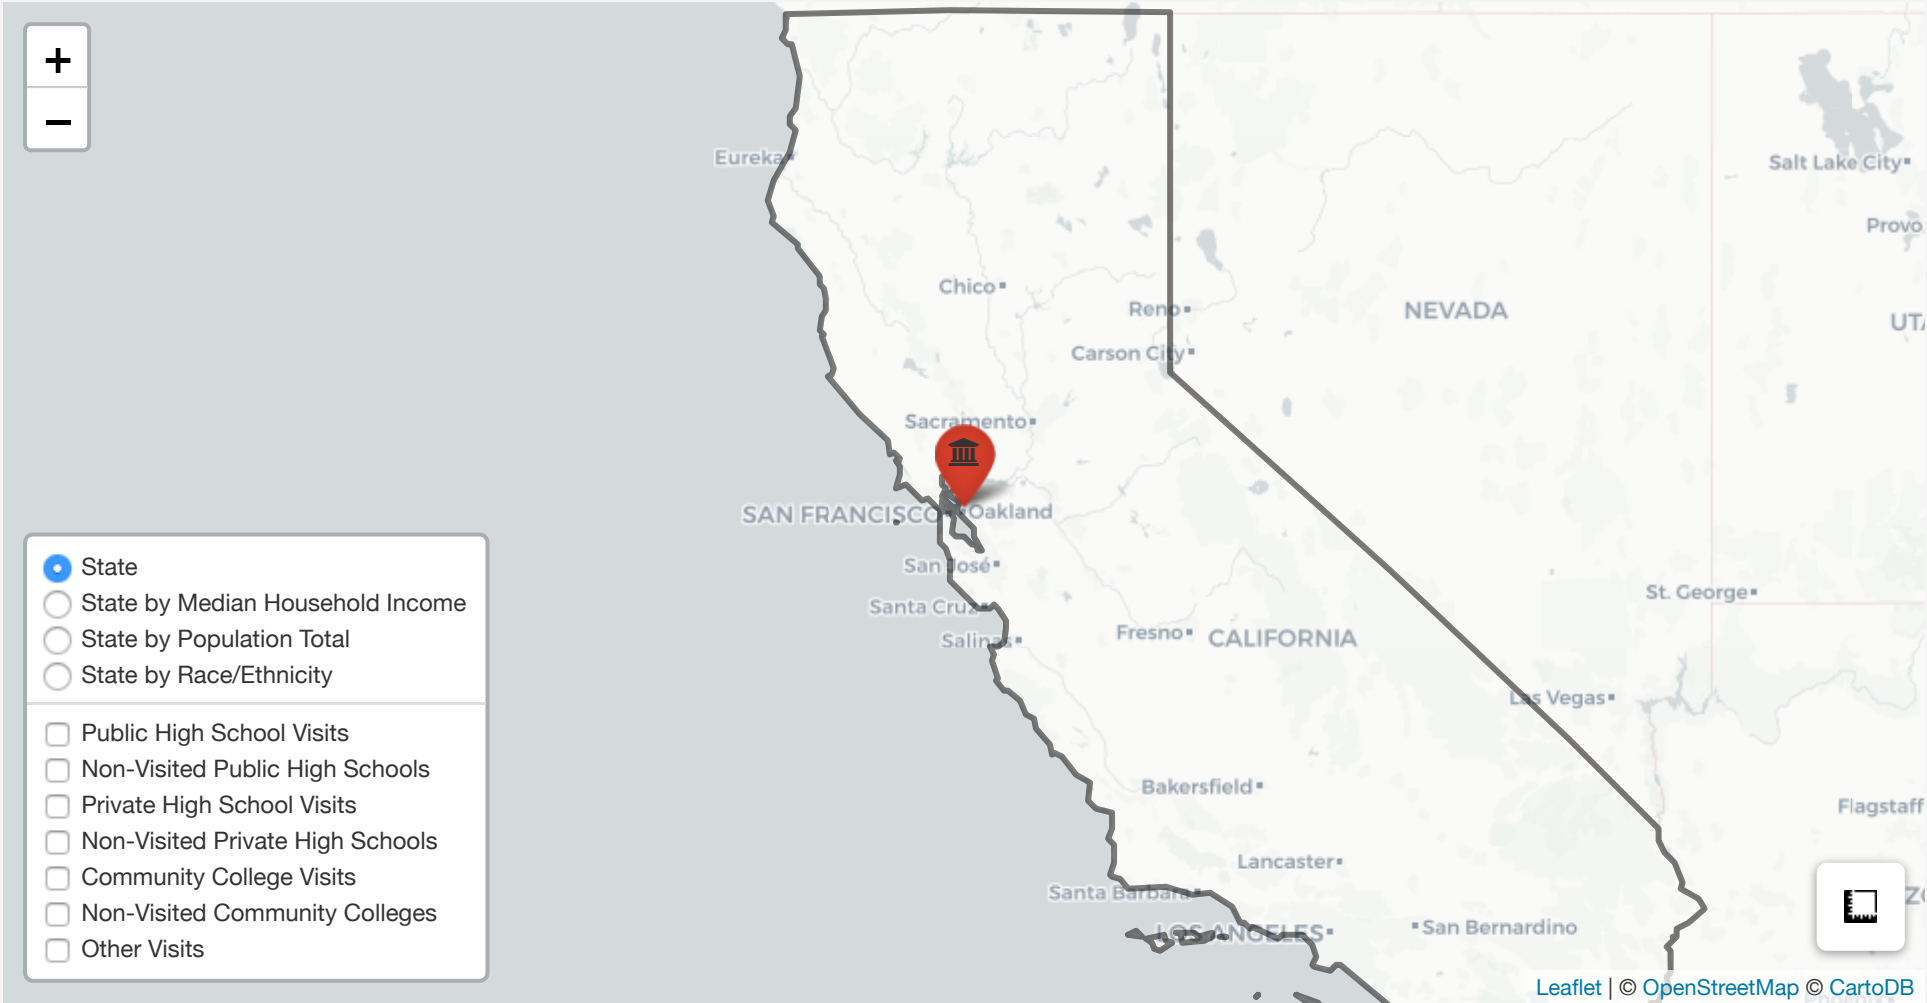 +
−
Eureka
Salt Lake City
Provo
Chico
Reno
NEVADA
Carson City
Sacramento
SAN FRANCISCO
Oakland
San José
Santa Cruz
Salinas
Fresno
CALIFORNIA
St. George
Las Vegas
Bakersfield
Flagstaff
Lancaster
Santa Barbara
LOS ANGELES
San Bernardino
State
State by Median Household Income
State by Population Total
State by Race/Ethnicity
Public High School Visits
Non-Visited Public High Schools
Private High School Visits
Non-Visited Private High Schools
Community College Visits
Non-Visited Community Colleges
Other Visits
Leaflet | © OpenStreetMap © CartoDB